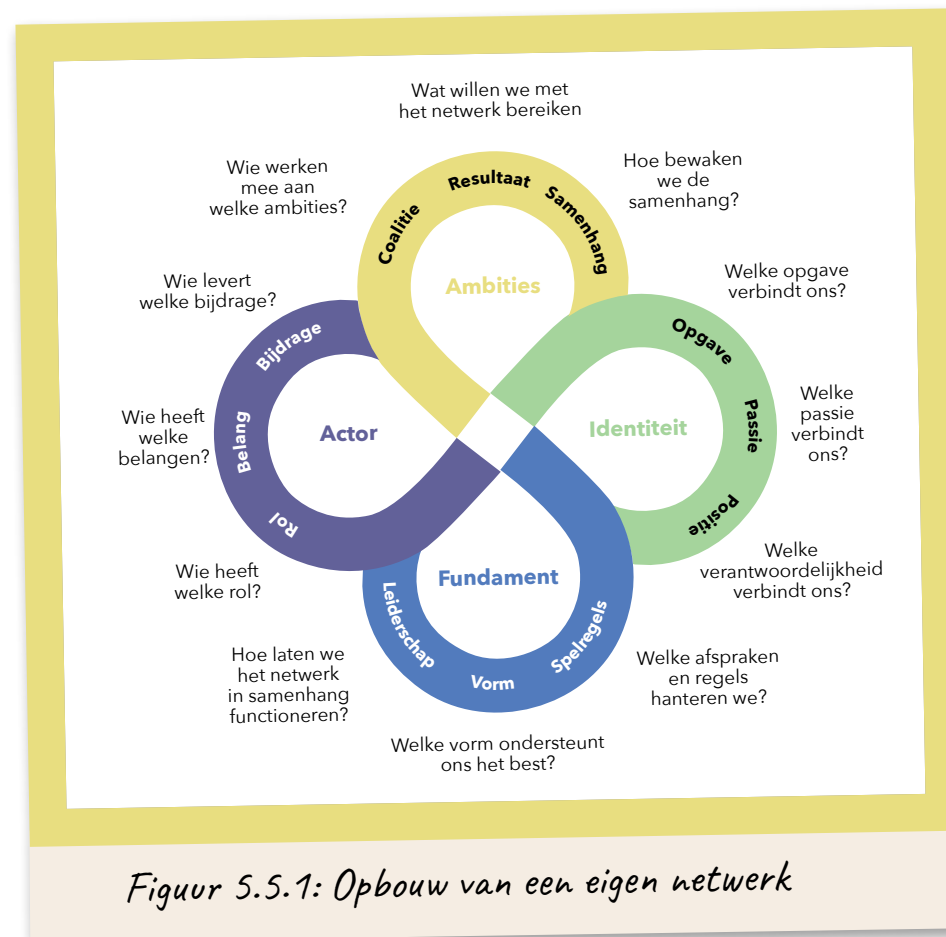 Wat willen we met
het netwerk bereiken
Wie werken
mee aan
welke ambities?
Hoe bewaken
we de
samenhang?
Coalitie
Resultaat
Samenhang
Ambities
Wie levert
welke bijdrage?
Welke opgave
verbindt ons?
Bijdrage
Belang
Rol
Actor
Opgave
Passie
Positie
Identiteit
Wie heeft
welke
belangen?
Welke
passie
verbindt
ons?
Wie heeft
welke rol?
Welke
verantwoordelijkheid
verbindt ons?
Fundament
Leiderschap
Vorm
Spelregels
Hoe laten we
het netwerk
in samenhang
functioneren?
Welke afspraken
en regels
hanteren we?
Welke vorm ondersteunt
ons het best?
Figuur 5.5.1: Opbouw van een eigen netwerk